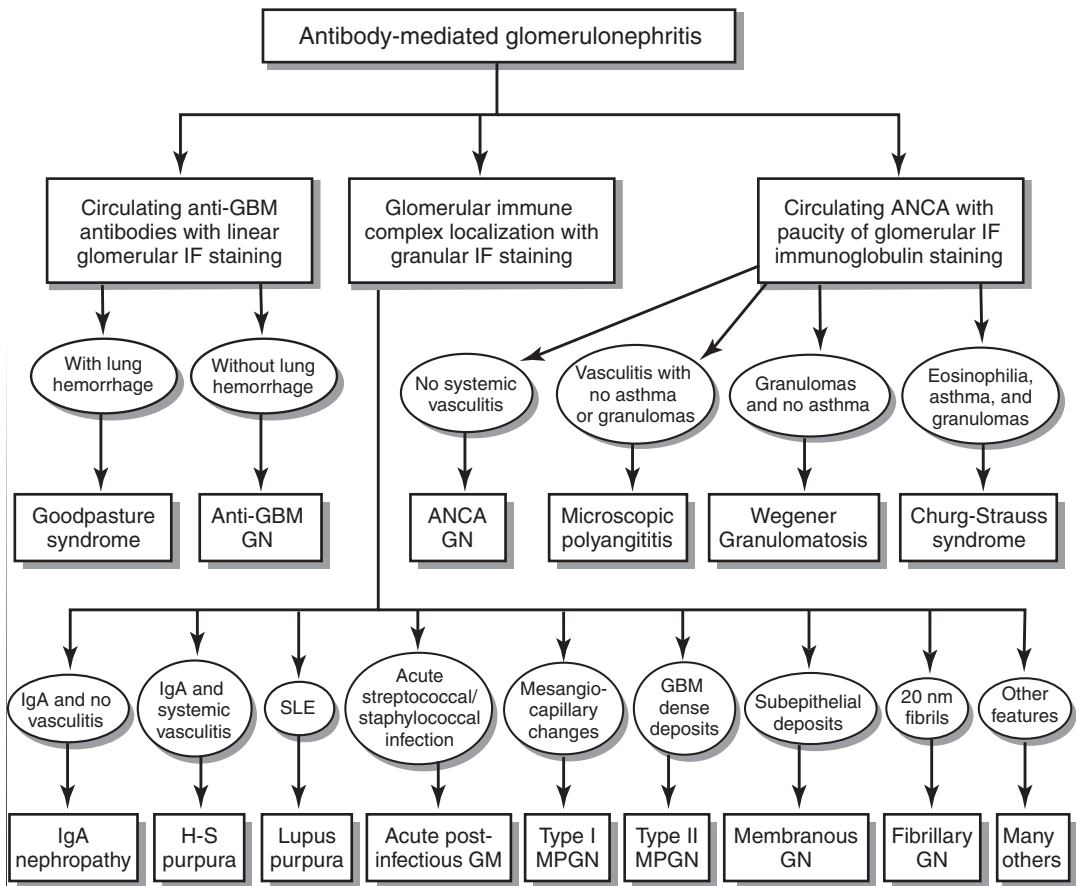 Antibody-mediated glomerulonephritis
Circulating anti-GBM
antibodies with linear
glomerular IF staining
Glomerular immune
complex localization with
granular IF staining
Circulating ANCA with
paucity of glomerular IF
immunoglobulin staining
With lung
hemorrhage
Without lung
hemorrhage
No systemic
vasculitis
Vasculitis with
no asthma
or granulomas
Granulomas
and no asthma
Eosinophilia,
asthma, and
granulomas
Goodpasture
syndrome
Anti-GBM
GN
ANCA
GN
Microscopic
polyangititis
Wegener
Granulomatosis
Churg-Strauss
syndrome
IgA and no
vasculitis
IgA and
systemic
vasculitis
SLE
Acute
streptococcal/
staphylococcal
infection
Mesangio-
capillary
changes
GBM
dense
deposits
Subepithelial
deposits
20 nm
fibrils
Other
features
IgA
nephropathy
H-S
purpura
Lupus
purpura
Acute post-
infectious GM
Type I
MPGN
Type II
MPGN
Membranous
GN
Fibrillary
GN
Many
others